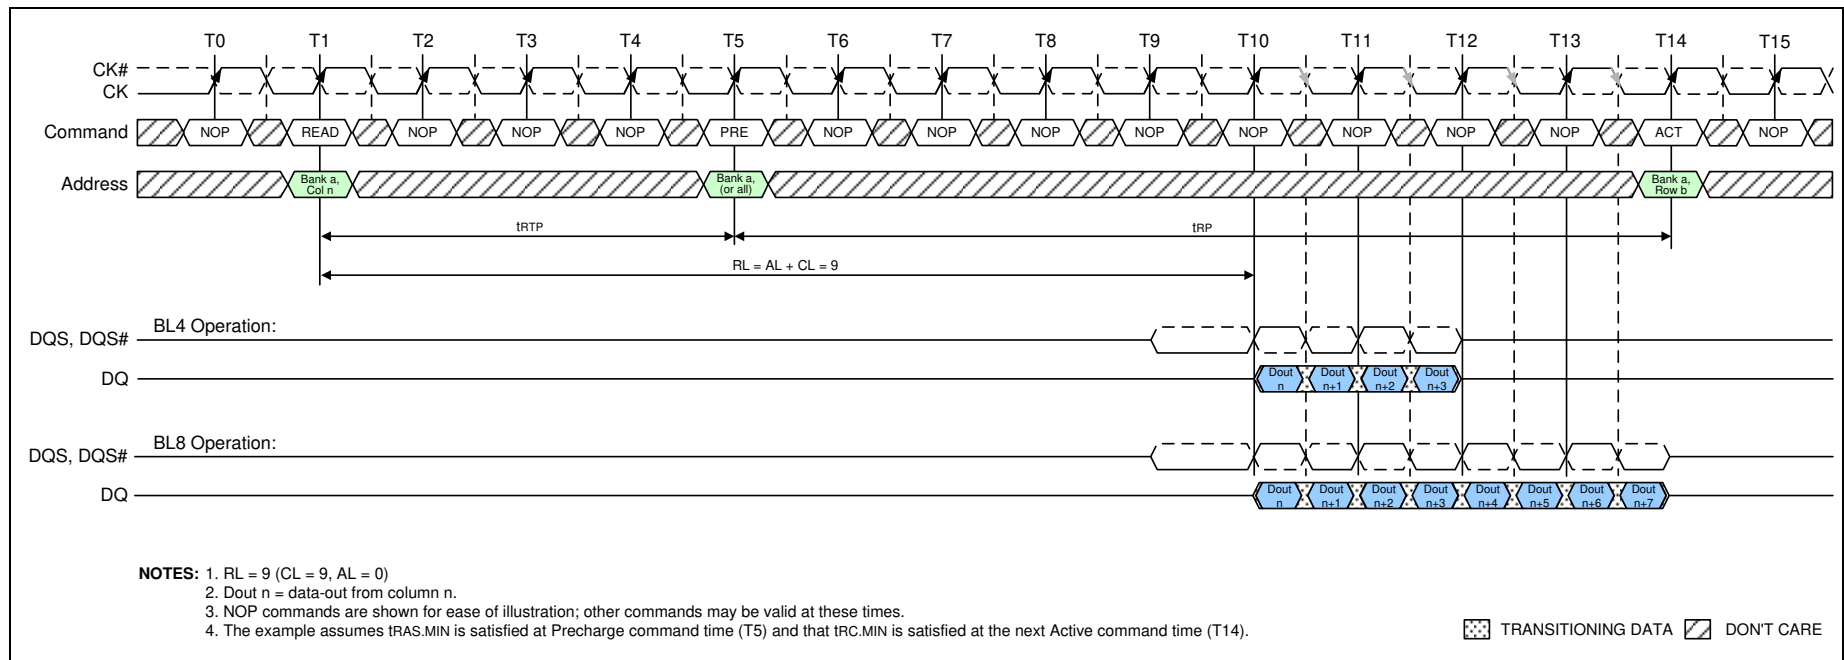 T0 T1 T2 T3 T4 T5 T6 T7 T8 T9 T10 T11 T12 T13 T14 T15
CK#
CK
Command NOP READ NOP NOP NOP PRE NOP NOP NOP NOP NOP NOP NOP NOP ACT NOP
Address Bank a, Col n Bank a, (or all) Bank a, Row b
tRTP tRP
RL = AL + CL = 9
BL4 Operation:
DQS, DQS#
DQ Dout n Dout n+1 Dout n+2 Dout n+3
BL8 Operation:
DQS, DQS#
DQ Dout n Dout n+1 Dout n+2 Dout n+3 Dout n+4 Dout n+5 Dout n+6 Dout n+7
NOTES: 1. RL = 9 (CL = 9, AL = 0)
2. Dout n = data-out from column n.
3. NOP commands are shown for ease of illustration; other commands may be valid at these times.
4. The example assumes tRAS.MIN is satisfied at Precharge command time (T5) and that tRC.MIN is satisfied at the next Active command time (T14).
TRANSITIONING DATA DON'T CARE